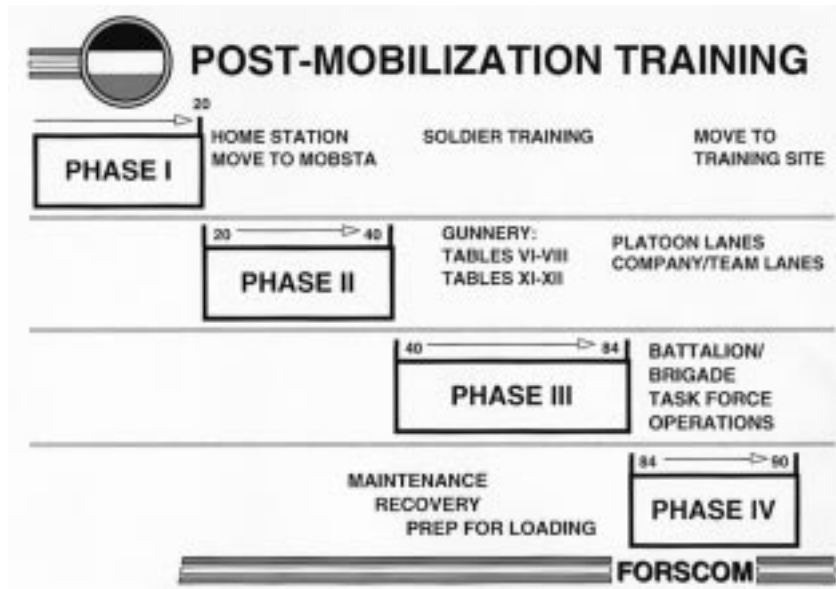 POST-MOBILIZATION TRAINING
20
PHASE I
HOME STATION
MOVE TO MOBSTA
SOLDIER TRAINING
MOVE TO
TRAINING SITE
20 40
PHASE II
GUNNERY:
TABLES VI-VIII
TABLES XI-XII
PLATOON LANES
COMPANY/TEAM LANES
40 84
PHASE III
BATTALION/
BRIGADE
TASK FORCE
OPERATIONS
MAINTENANCE
RECOVERY
PREP FOR LOADING
84 90
PHASE IV
FORSCOM